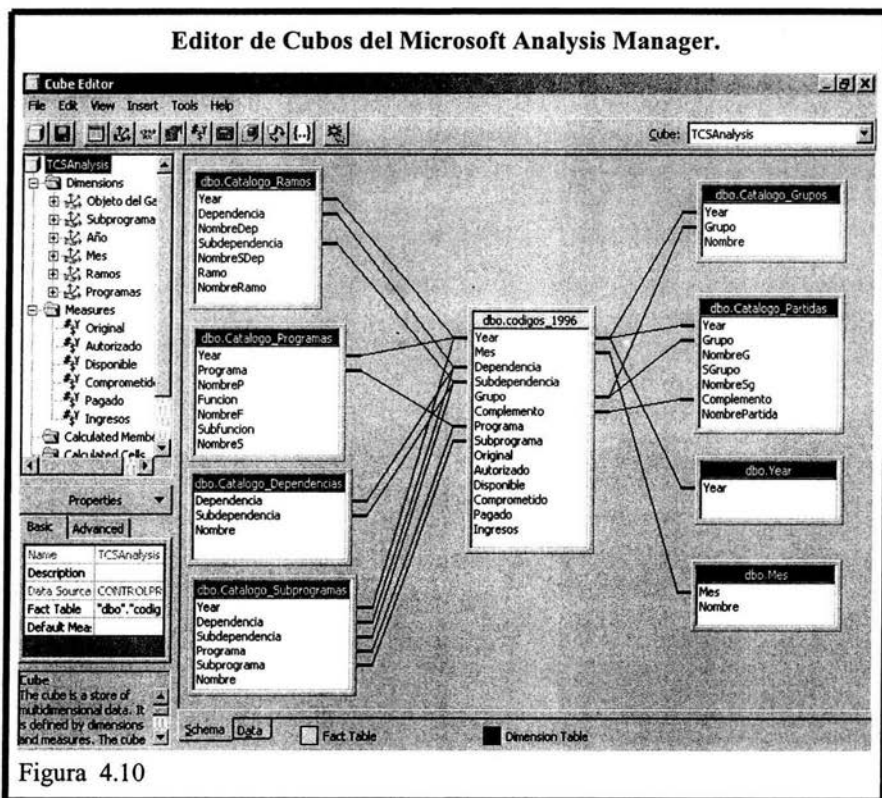 Editor de Cubos del Microsoft Analysis Manager.
Cube Editor
File Edit View Insert Tools Help
Cube: TCSAnalysis
TCSAnalysis
Dimensions
Objeto del Ga
Subprograma
Año
Mes
Ramos
Programas
Measures
Original
Autorizado
Disponible
Comprometido
Pagado
Ingresos
Calculated Membe
Calculated Cells
Properties
Basic Advanced
Name TCSAnalysis
Description
Data Source CONTROLPR
Fact Table "dbo"."codig
Default Mea:
Cube
The cube is a store of
multidimensional data. It
is defined by dimensions
and measures. The cube
dbo.Catalogo_Ramos
Year
Dependencia
NombreDep
Subdependencia
NombreSDep
Ramo
NombreRamo
dbo.Catalogo_Programas
Year
Programa
NombreP
Funcion
NombreF
Subfuncion
NombreS
dbo.Catalogo_Dependencias
Dependencia
Subdependencia
Nombre
dbo.Catalogo_Subprogramas
Year
Dependencia
Subdependencia
Programa
Subprograma
Nombre
dbo.codigos_1996
Year
Mes
Dependencia
Subdependencia
Grupo
Complemento
Programa
Subprograma
Original
Autorizado
Disponible
Comprometido
Pagado
Ingresos
dbo.Catalogo_Grupos
Year
Grupo
Nombre
dbo.Catalogo_Partidas
Year
Grupo
NombreG
SGrupo
NombreSg
Complemento
NombrePartida
dbo.Year
Year
dbo.Mes
Mes
Nombre
Schema Data Fact Table Dimension Table
Figura 4.10